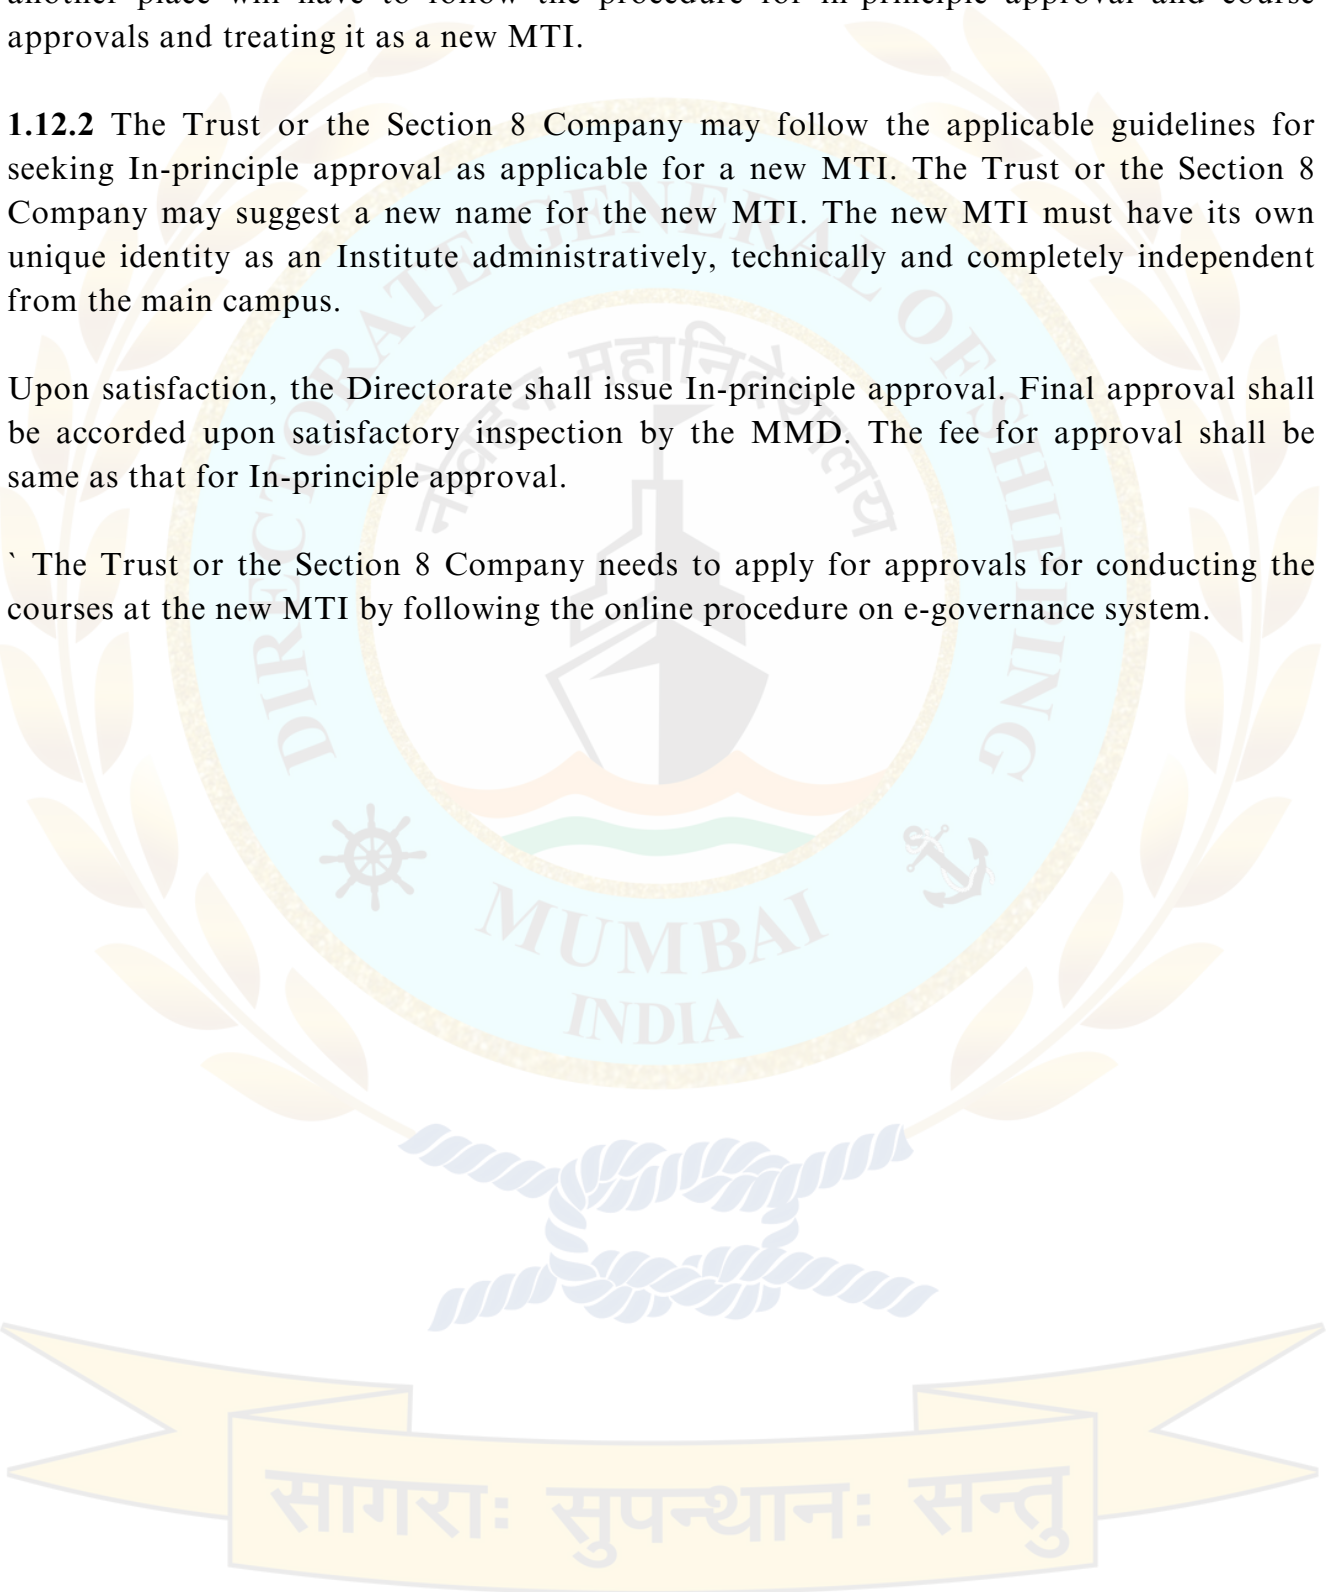 another place will have to follow the procedure for in-principle approval and course
approvals and treating it as a new MTI.
1.12.2 The Trust or the Section 8 Company may follow the applicable guidelines for
seeking In-principle approval as applicable for a new MTI. The Trust or the Section 8
Company may suggest a new name for the new MTI. The new MTI must have its own
unique identity as an Institute administratively, technically and completely independent
from the main campus.
Upon satisfaction, the Directorate shall issue In-principle approval. Final approval shall
be accorded upon satisfactory inspection by the MMD. The fee for approval shall be
same as that for In-principle approval.
` The Trust or the Section 8 Company needs to apply for approvals for conducting the
courses at the new MTI by following the online procedure on e-governance system.
DIRECTORATE GENERAL OF SHIPPING
नौवहन महानिदेशालय
MUMBAI
INDIA
सागराः सुपन्थानः सन्तु